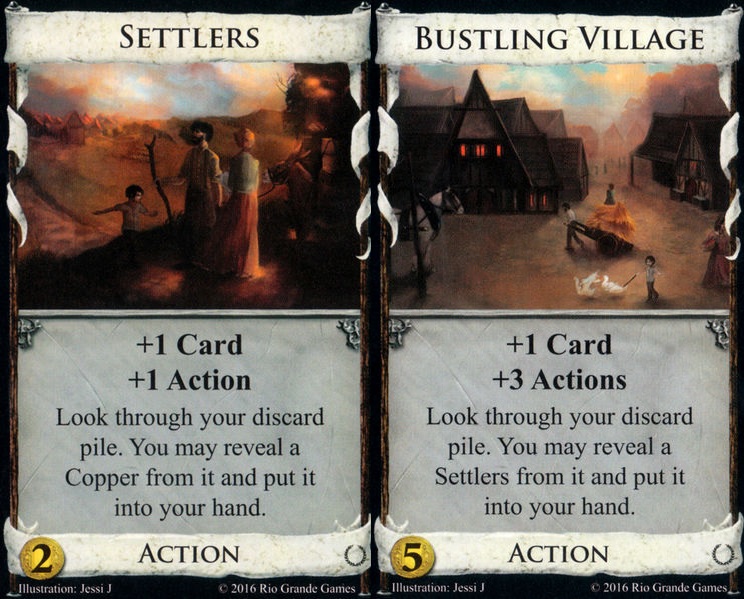 SETTLERS
+1 Card
+1 Action
Look through your discard
pile. You may reveal a
Copper from it and put it
into your hand.
2
ACTION
Illustration: Jessi J
© 2016 Rio Grande Games
BUSTLING VILLAGE
+1 Card
+3 Actions
Look through your discard
pile. You may reveal a
Settlers from it and put it
into your hand.
5
ACTION
Illustration: Jessi J
© 2016 Rio Grande Games